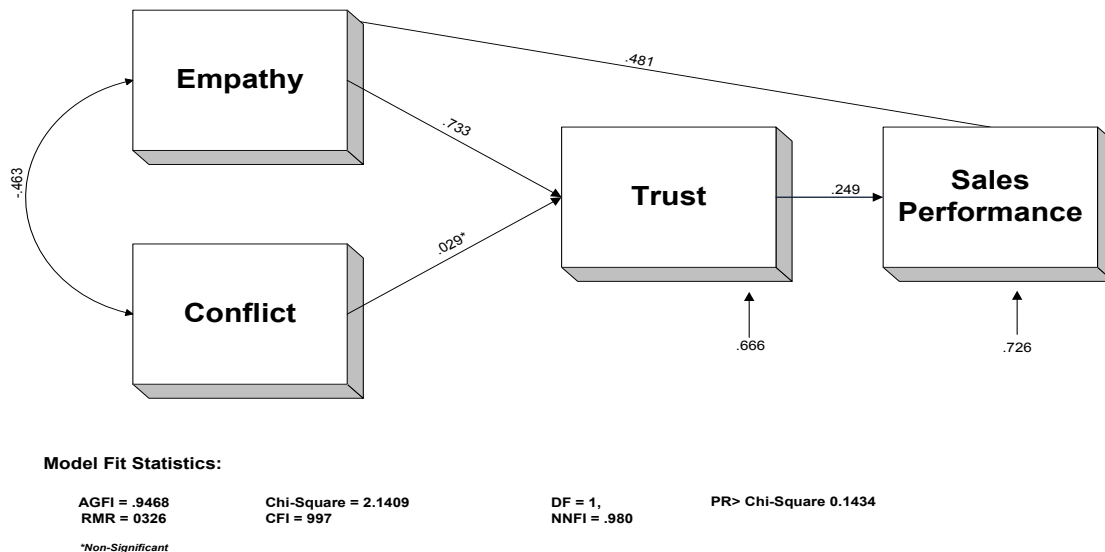 Empathy
.481
.733
-.463
Trust
.249
Sales
Performance
.029*
Conflict
.666
.726
Model Fit Statistics:
AGFI = .9468 Chi-Square = 2.1409 DF = 1, PR> Chi-Square 0.1434
RMR = 0326 CFI = 997 NNFI = .980
*Non-Significant